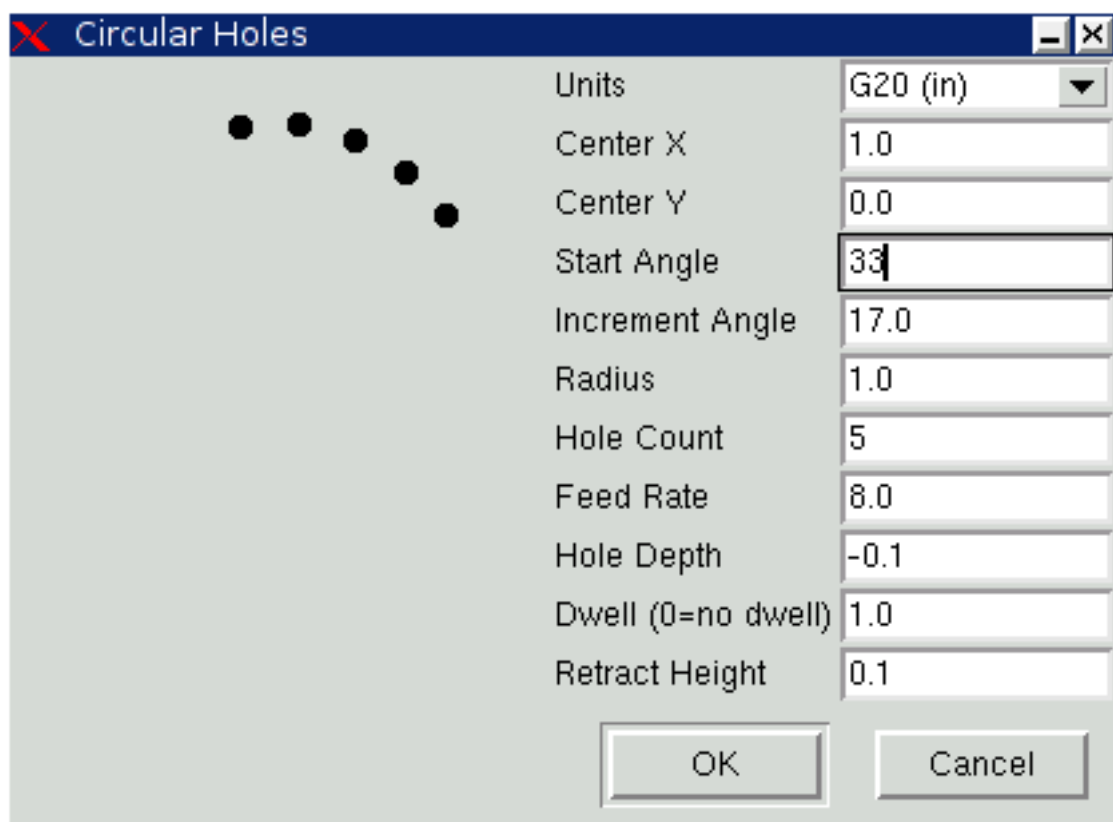 Circular Holes
Units G20 (in)
Center X 1.0
Center Y 0.0
Start Angle 33
Increment Angle 17.0
Radius 1.0
Hole Count 5
Feed Rate 8.0
Hole Depth -0.1
Dwell (0=no dwell) 1.0
Retract Height 0.1
OK Cancel